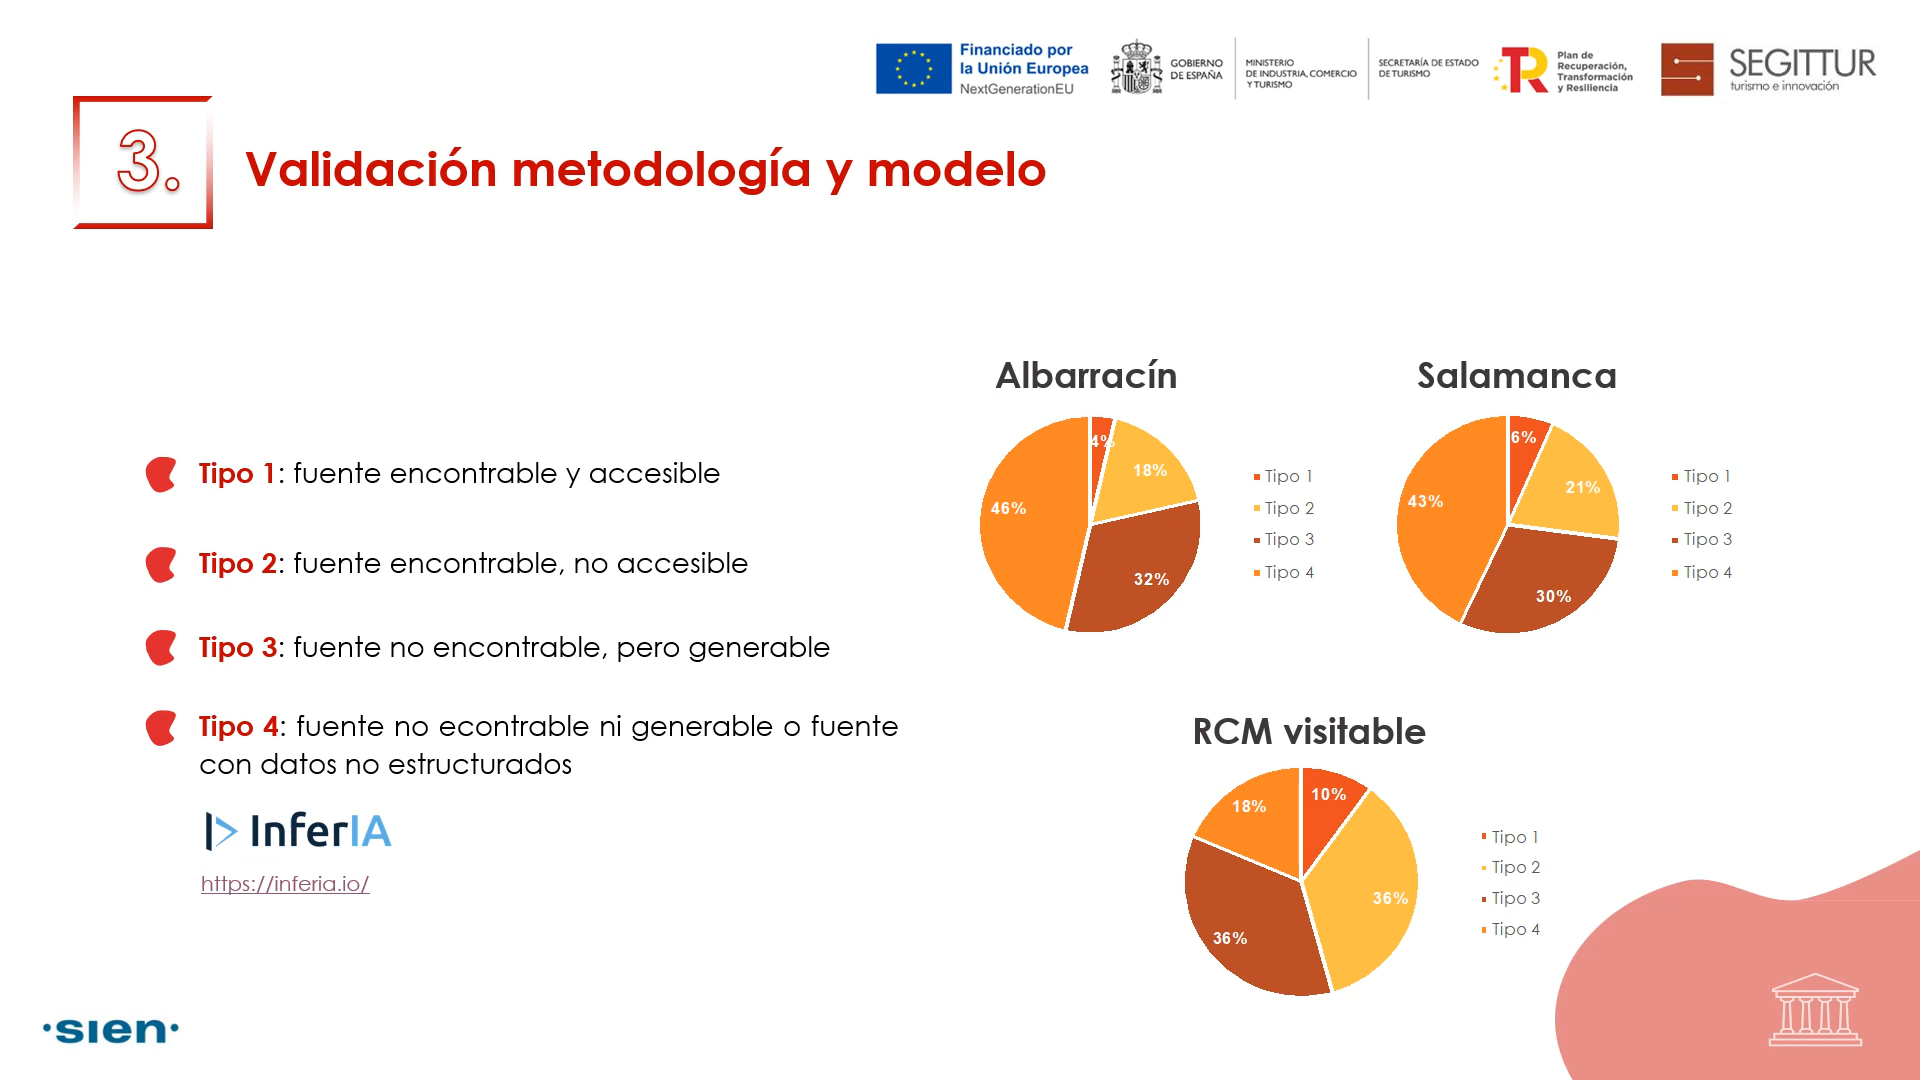 Financiado por
la Unión Europea
NextGenerationEU
GOBIERNO
DE ESPAÑA
MINISTERIO
DE INDUSTRIA, COMERCIO
Y TURISMO
SECRETARÍA DE ESTADO
DE TURISMO
TR
Plan de
Recuperación,
Transformación
y Resiliencia
SEGITTUR
turismo e innovación
3.
Validación metodología y modelo
Tipo 1: fuente encontrable y accesible
Tipo 2: fuente encontrable, no accesible
Tipo 3: fuente no encontrable, pero generable
Tipo 4: fuente no econtrable ni generable o fuente
con datos no estructurados
InferIA
https://inferia.io/
Albarracín
4%
18%
46%
32%
Tipo 1
Tipo 2
Tipo 3
Tipo 4
Salamanca
6%
21%
43%
30%
Tipo 1
Tipo 2
Tipo 3
Tipo 4
RCM visitable
10%
18%
36%
36%
Tipo 1
Tipo 2
Tipo 3
Tipo 4
·sien·